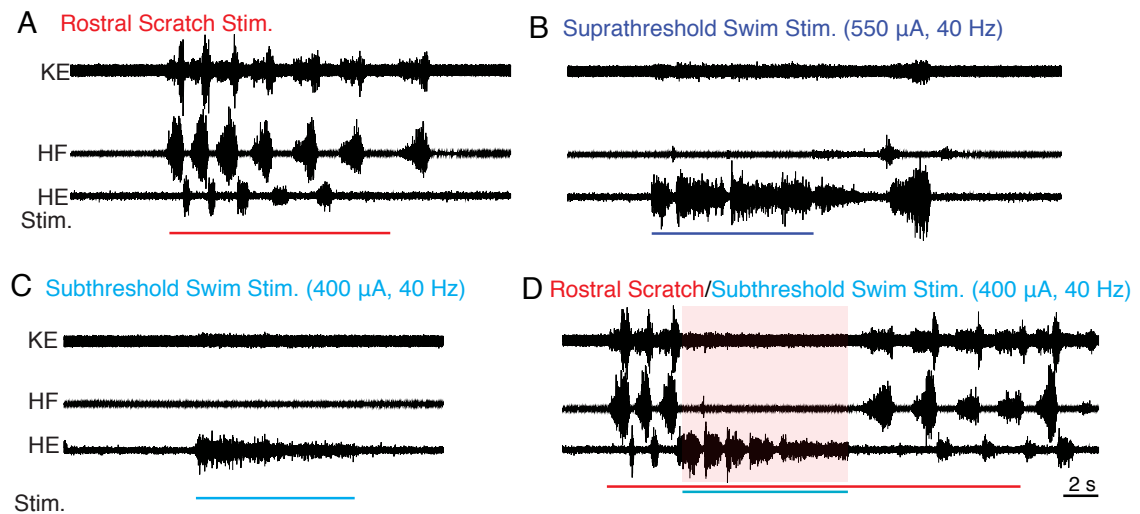 A Rostral Scratch Stim.
KE
HF
HE
Stim.
B Suprathreshold Swim Stim. (550 µA, 40 Hz)
C Subthreshold Swim Stim. (400 µA, 40 Hz)
KE
HF
HE
Stim.
D Rostral Scratch/Subthreshold Swim Stim. (400 µA, 40 Hz)
2 s